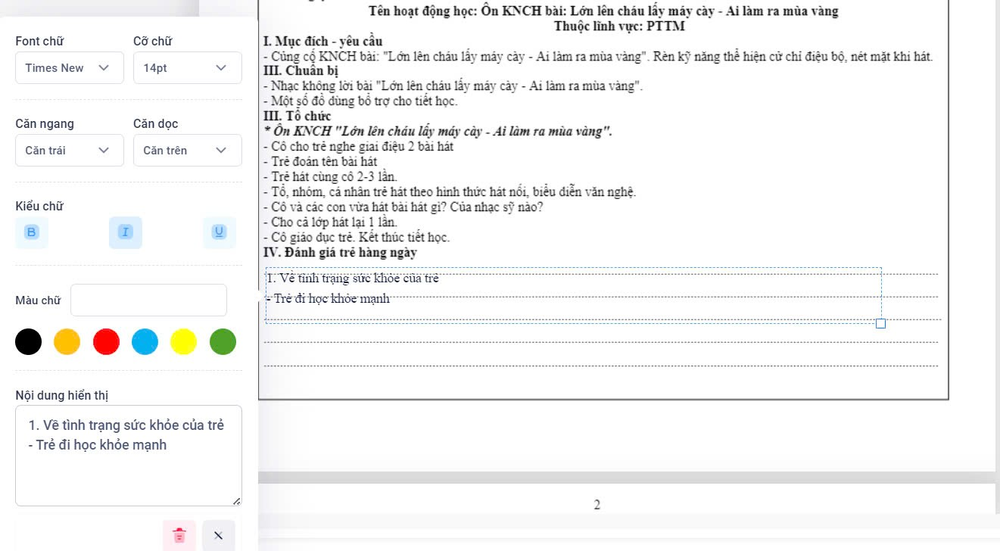 Font chữ
Cỡ chữ
Times New
14pt
Căn ngang
Căn dọc
Căn trái
Căn trên
Kiểu chữ
B
I
U
Màu chữ
Nội dung hiển thị
1. Về tình trạng sức khỏe của trẻ
- Trẻ đi học khỏe mạnh
Tên hoạt động học: Ôn KNCH bài: Lớn lên cháu lấy máy cày - Ai làm ra mùa vàng
Thuộc lĩnh vực: PTTM
I. Mục đích - yêu cầu
- Củng cố KNCH bài: "Lớn lên cháu lấy máy cày - Ai làm ra mùa vàng". Rèn kỹ năng thể hiện cử chỉ điệu bộ, nét mặt khi hát.
III. Chuẩn bị
- Nhạc không lời bài "Lớn lên cháu lấy máy cày - Ai làm ra mùa vàng".
- Một số đồ dùng bổ trợ cho tiết học.
III. Tổ chức
* Ôn KNCH "Lớn lên cháu lấy máy cày - Ai làm ra mùa vàng".
- Cô cho trẻ nghe giai điệu 2 bài hát
- Trẻ đoán tên bài hát
- Trẻ hát cùng cô 2-3 lần.
- Tổ, nhóm, cá nhân trẻ hát theo hình thức hát nối, biểu diễn văn nghệ.
- Cô và các con vừa hát bài hát gì? Của nhạc sỹ nào?
- Cho cả lớp hát lại 1 lần.
- Cô giáo dục trẻ. Kết thúc tiết học.
IV. Đánh giá trẻ hàng ngày
1. Về tình trạng sức khỏe của trẻ
- Trẻ đi học khỏe mạnh
2